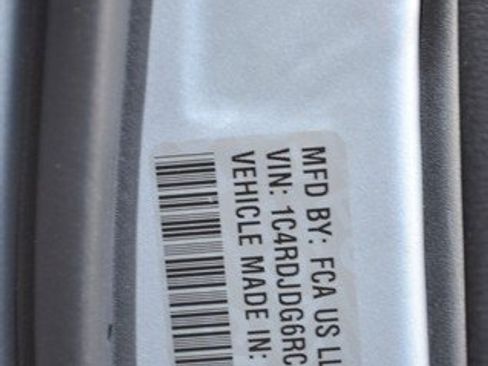 MFD BY: FCA US LL
VIN: 1C4RDJDG6RC
VEHICLE MADE IN: